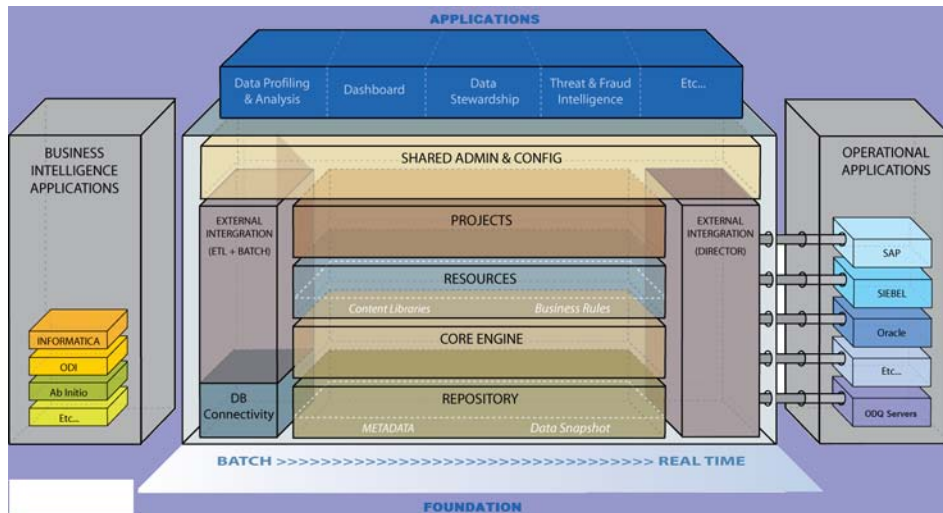 APPLICATIONS
Data Profiling
& Analysis
Dashboard
Data
Stewardship
Threat & Fraud
Intelligence
Etc...
BUSINESS
INTELLIGENCE
APPLICATIONS
INFORMATICA
ODI
Ab Initio
Etc...
SHARED ADMIN & CONFIG
EXTERNAL
INTERGRATION
(ETL + BATCH)
DB
Connectivity
PROJECTS
RESOURCES
Content Libraries
Business Rules
CORE ENGINE
REPOSITORY
METADATA
Data Snapshot
EXTERNAL
INTERGRATION
(DIRECTOR)
OPERATIONAL
APPLICATIONS
SAP
SIEBEL
Oracle
Etc...
ODQ Servers
BATCH >>>>>>>>>>>>>>>>>>>>>>>>>>>>>>>>> REAL TIME
FOUNDATION